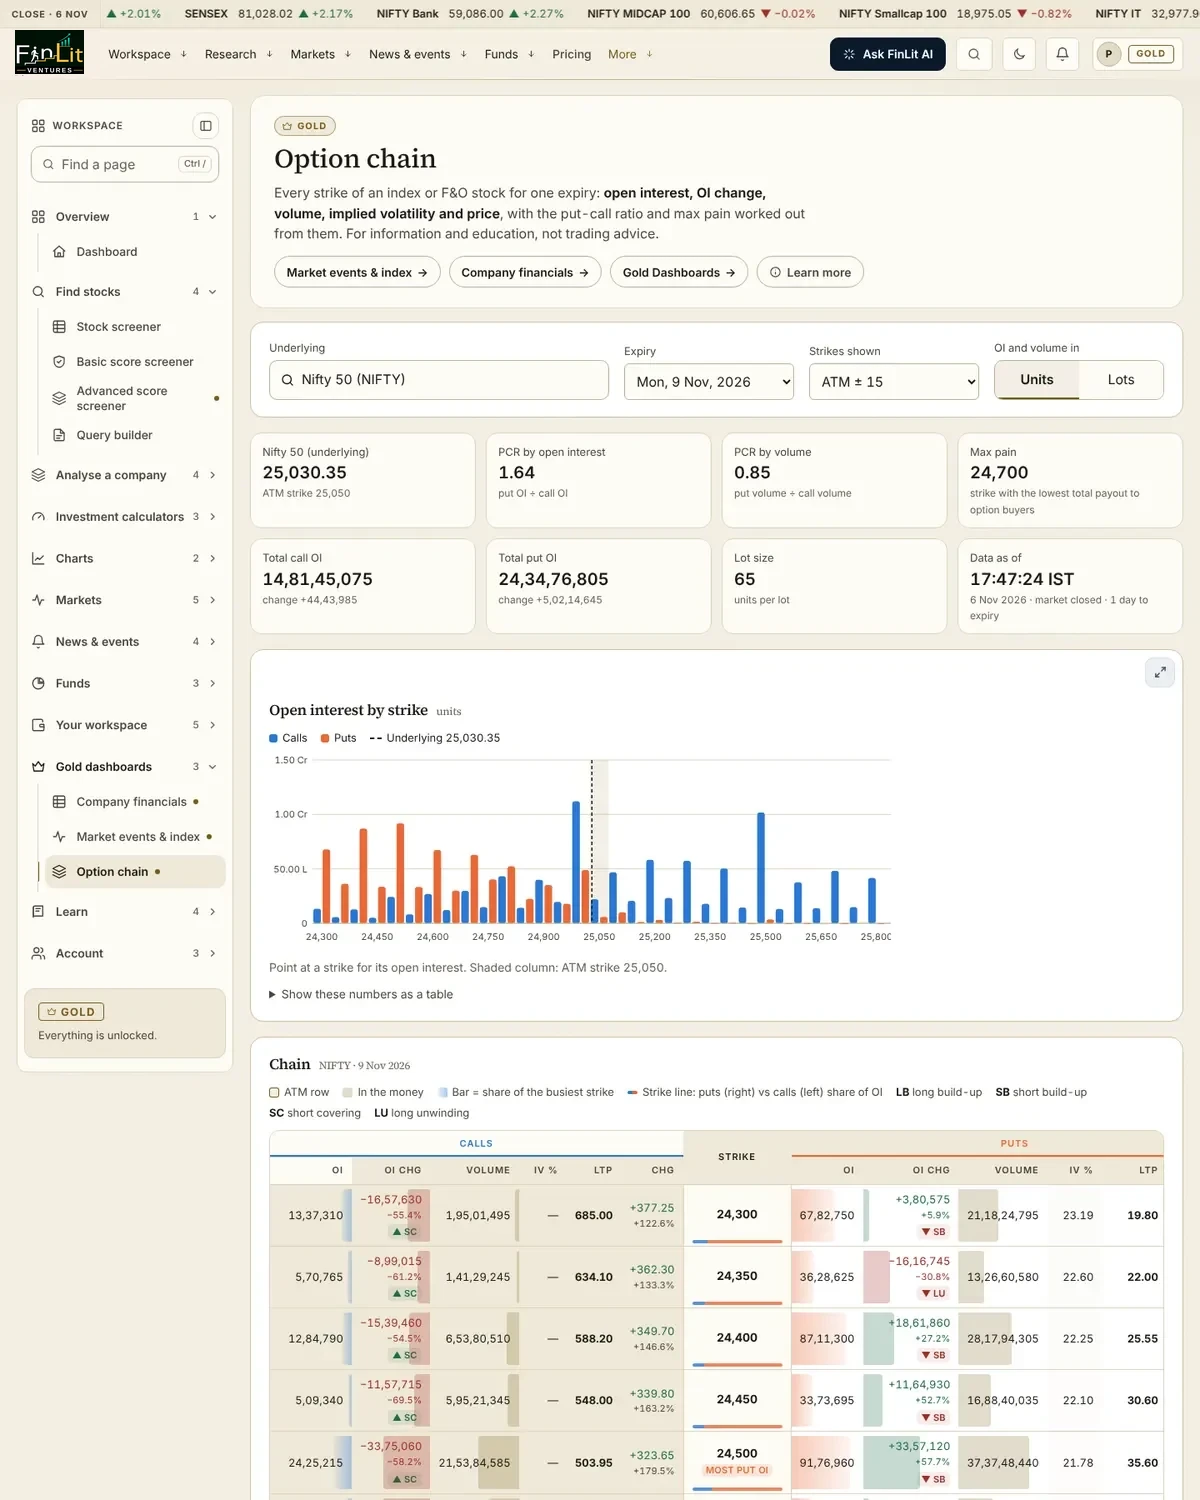 CLOSE · 6 NOV ▲ +2.01% SENSEX 81,028.02 ▲ +2.17% NIFTY Bank 59,086.00 ▲ +2.27% NIFTY MIDCAP 100 60,606.65 ▼ −0.02% NIFTY Smallcap 100 18,975.05 ▼ −0.82% NIFTY IT 32,977.9
FinLit
VENTURES
Workspace Research Markets News & events Funds Pricing More
Ask FinLit AI
P GOLD
WORKSPACE
Find a page Ctrl /
Overview 1
Dashboard
Find stocks 4
Stock screener
Basic score screener
Advanced score
screener
Query builder
Analyse a company 4
Investment calculators 3
Charts 2
Markets 5
News & events 4
Funds 3
Your workspace 5
Gold dashboards 3
Company financials
Market events & index
Option chain
Learn 4
Account 3
GOLD
Everything is unlocked.
GOLD
Option chain
Every strike of an index or F&O stock for one expiry: open interest, OI change,
volume, implied volatility and price, with the put-call ratio and max pain worked out
from them. For information and education, not trading advice.
Market events & index → Company financials → Gold Dashboards → Learn more
Underlying
Nifty 50 (NIFTY)
Expiry
Mon, 9 Nov, 2026
Strikes shown
ATM ± 15
OI and volume in
Units Lots
Nifty 50 (underlying)
25,030.35
ATM strike 25,050
PCR by open interest
1.64
put OI ÷ call OI
PCR by volume
0.85
put volume ÷ call volume
Max pain
24,700
strike with the lowest total payout to
option buyers
Total call OI
14,81,45,075
change +44,43,985
Total put OI
24,34,76,805
change +5,02,14,645
Lot size
65
units per lot
Data as of
17:47:24 IST
6 Nov 2026 · market closed · 1 day to
expiry
Open interest by strike units
Calls Puts Underlying 25,030.35
1.50 Cr
1.00 Cr
50.00 L
0
24,300 24,450 24,600 24,750 24,900 25,050 25,200 25,350 25,500 25,650 25,800
Point at a strike for its open interest. Shaded column: ATM strike 25,050.
▶ Show these numbers as a table
Chain NIFTY · 9 Nov 2026
ATM row In the money Bar = share of the busiest strike Strike line: puts (right) vs calls (left) share of OI LB long build-up SB short build-up
SC short covering LU long unwinding
CALLS STRIKE PUTS
OI OI CHG VOLUME IV % LTP CHG OI OI CHG VOLUME IV % LTP
13,37,310 −16,57,630 −55.4% ▲ SC 1,95,01,495 — 685.00 +377.25 +122.6% 24,300 67,82,750 +3,80,575 +5.9% ▼ SB 21,18,24,795 23.19 19.80
5,70,765 −8,99,015 −61.2% ▲ SC 1,41,29,245 — 634.10 +362.30 +133.3% 24,350 36,28,625 −16,16,745 −30.8% ▼ LU 13,26,60,580 22.60 22.00
12,84,790 −15,39,460 −54.5% ▲ SC 6,53,80,510 — 588.20 +349.70 +146.6% 24,400 87,11,300 +18,61,860 +27.2% ▼ SB 28,17,94,305 22.25 25.55
5,09,340 −11,57,715 −69.5% ▲ SC 5,95,21,345 — 548.00 +339.80 +163.2% 24,450 33,73,695 +11,64,930 +52.7% ▼ SB 16,88,40,035 22.10 30.60
24,25,215 −33,75,060 −58.2% ▲ SC 21,53,84,585 — 503.95 +323.65 +179.5% 24,500 MOST PUT OI 91,76,960 +33,57,120 +57.7% ▼ SB 37,37,48,440 21.78 35.60